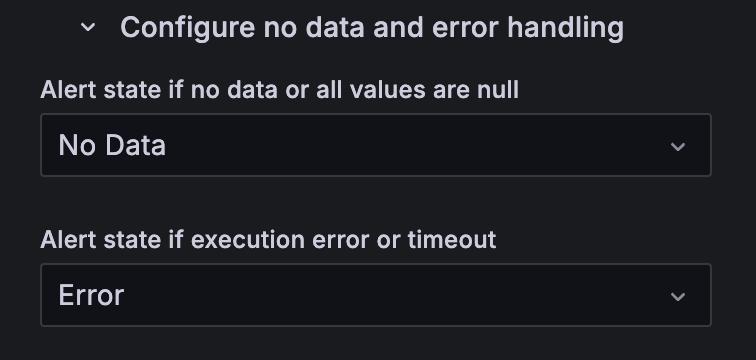 Configure no data and error handling
Alert state if no data or all values are null
No Data
Alert state if execution error or timeout
Error